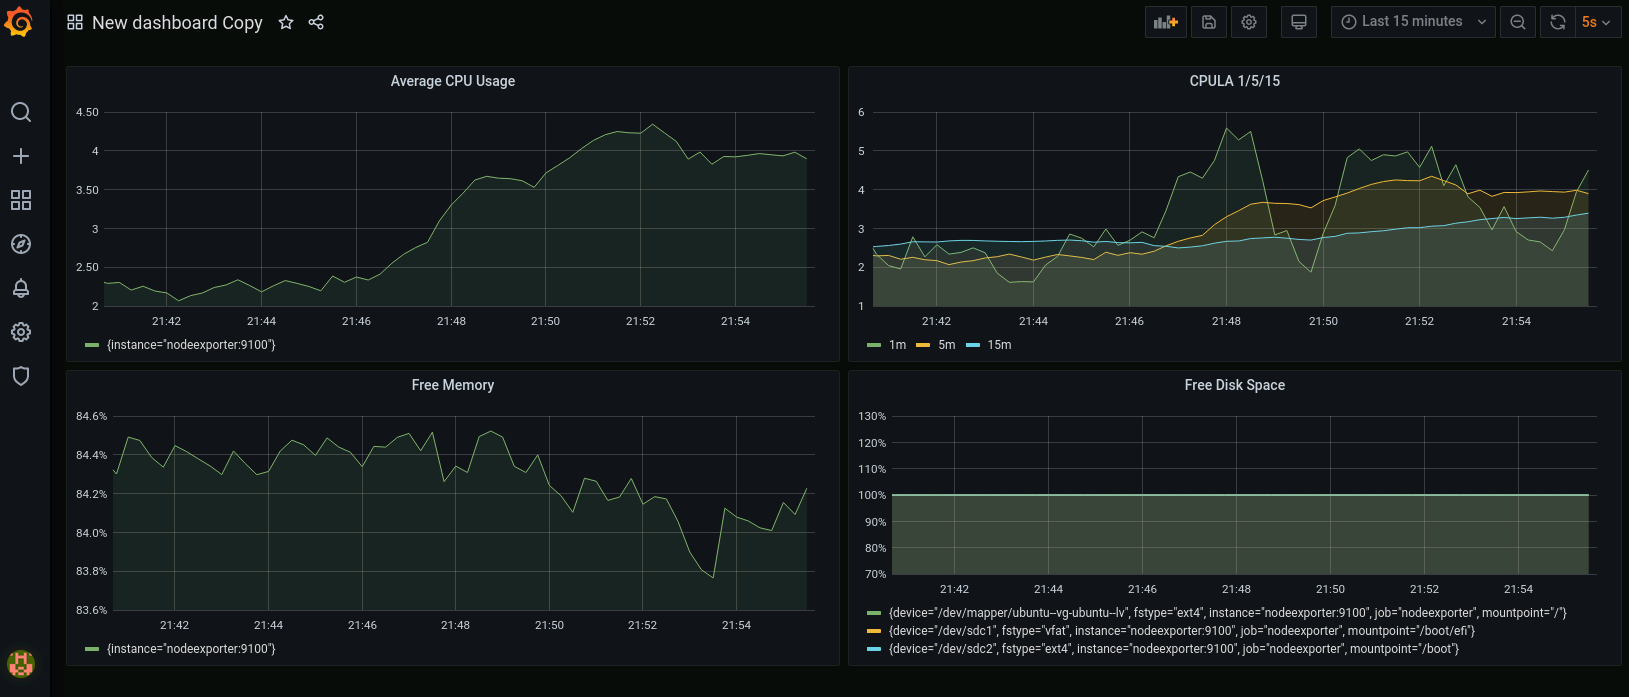 New dashboard Copy
Last 15 minutes
5s
Average CPU Usage
4.50
4
3.50
3
2.50
2
21:42 21:44 21:46 21:48 21:50 21:52 21:54
{instance="nodeexporter:9100"}
CPULA 1/5/15
6
5
4
3
2
1
21:42 21:44 21:46 21:48 21:50 21:52 21:54
1m 5m 15m
Free Memory
84.6%
84.4%
84.2%
84.0%
83.8%
83.6%
21:42 21:44 21:46 21:48 21:50 21:52 21:54
{instance="nodeexporter:9100"}
Free Disk Space
130%
120%
110%
100%
90%
80%
70%
21:42 21:44 21:46 21:48 21:50 21:52 21:54
{device="/dev/mapper/ubuntu--vg-ubuntu--lv", fstype="ext4", instance="nodeexporter:9100", job="nodeexporter", mountpoint="/"}
{device="/dev/sdc1", fstype="vfat", instance="nodeexporter:9100", job="nodeexporter", mountpoint="/boot/efi"}
{device="/dev/sdc2", fstype="ext4", instance="nodeexporter:9100", job="nodeexporter", mountpoint="/boot"}